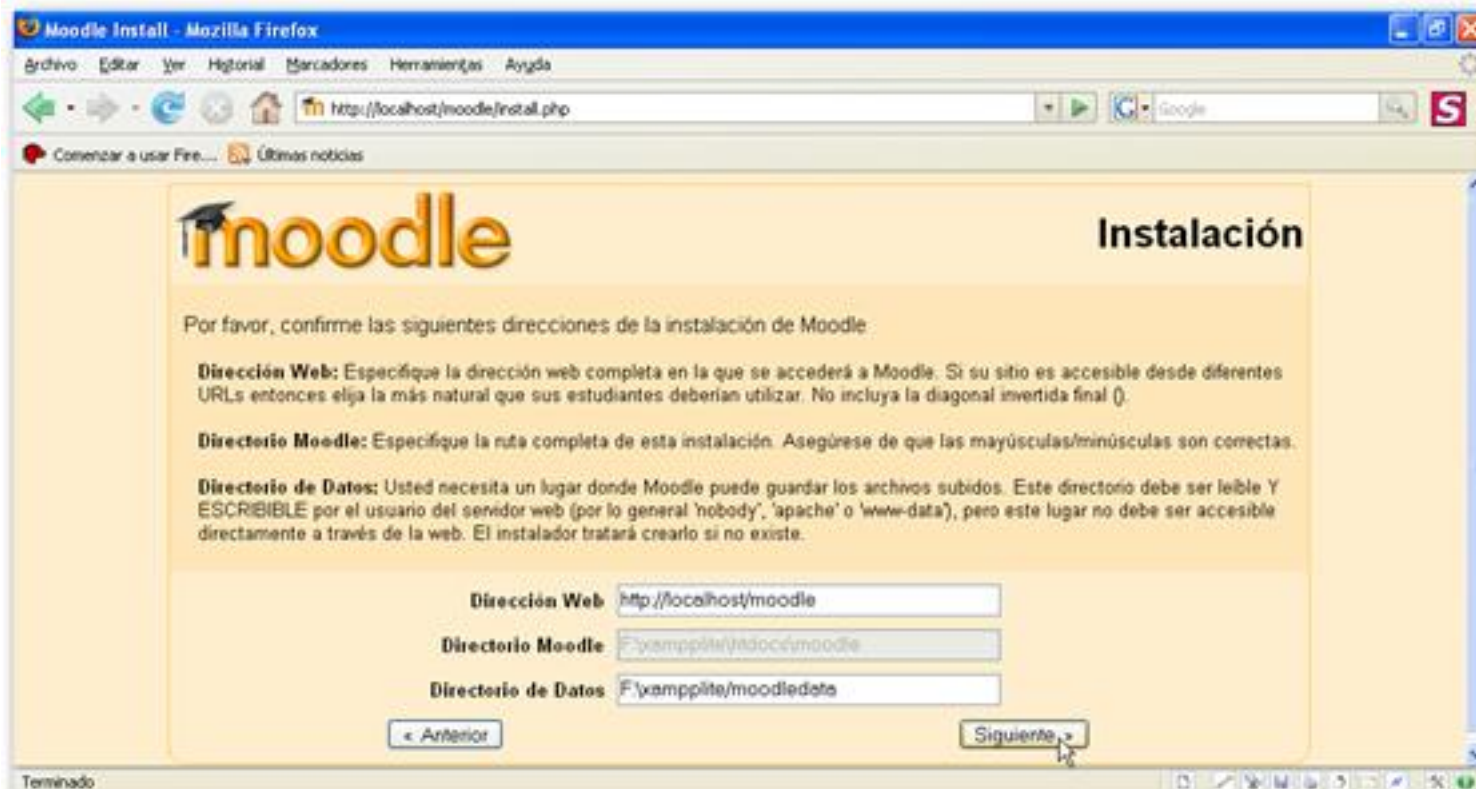 Moodle Install - Mozilla Firefox
Archivo Editar Ver Historial Marcadores Herramientas Ayuda
http://localhost/moodle/install.php
Google
S
Comenzar a usar Fire.... Últimas noticias
moodle
Instalación
Por favor, confirme las siguientes direcciones de la instalación de Moodle
Dirección Web: Especifique la dirección web completa en la que se accederá a Moodle. Si su sitio es accesible desde diferentes
URLs entonces elija la más natural que sus estudiantes deberían utilizar. No incluya la diagonal invertida final ().
Directorio Moodle: Especifique la ruta completa de esta instalación. Asegúrese de que las mayúsculas/minúsculas son correctas.
Directorio de Datos: Usted necesita un lugar donde Moodle puede guardar los archivos subidos. Este directorio debe ser leíble Y
ESCRIBIBLE por el usuario del servidor web (por lo general 'nobody', 'apache' o 'www-data'), pero este lugar no debe ser accesible
directamente a través de la web. El instalador tratará crearlo si no existe.
Dirección Web http://localhost/moodle
Directorio Moodle F:\xampplite\htdocs\moodle
Directorio de Datos F:\xampplite/moodledata
« Anterior
Siguiente »
Terminado